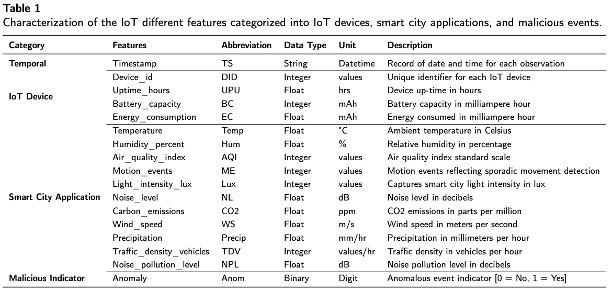 Table 1
Characterization of the IoT different features categorized into IoT devices, smart city applications, and malicious events.
Category Features Abbreviation Data Type Unit Description
Temporal Timestamp TS String Datetime Record of date and time for each observation
Device_id DID Integer values Unique identifier for each IoT device
IoT Device Uptime_hours UPU Float hrs Device up-time in hours
Battery_capacity BC Integer mAh Battery capacity in milliampere hour
Energy_consumption EC Float mAh Energy consumed in milliampere hour
Temperature Temp Float °C Ambient temperature in Celsius
Humidity_percent Hum Float % Relative humidity in percentage
Air_quality_index AQI Integer values Air quality index standard scale
Motion_events ME Integer values Motion events reflecting sporadic movement detection
Light_intensity_lux Lux Integer values Captures smart city light intensity in lux
Smart City Application Noise_level NL Float dB Noise level in decibels
Carbon_emissions CO2 Float ppm CO2 emissions in parts per million
Wind_speed WS Float m/s Wind speed in meters per second
Precipitation Precip Float mm/hr Precipitation in millimeters per hour
Traffic_density_vehicles TDV Integer values/hr Traffic density in vehicles per hour
Noise_pollution_level NPL Float dB Noise pollution level in decibels
Malicious Indicator Anomaly Anom Binary Digit Anomalous event indicator [0 = No, 1 = Yes]